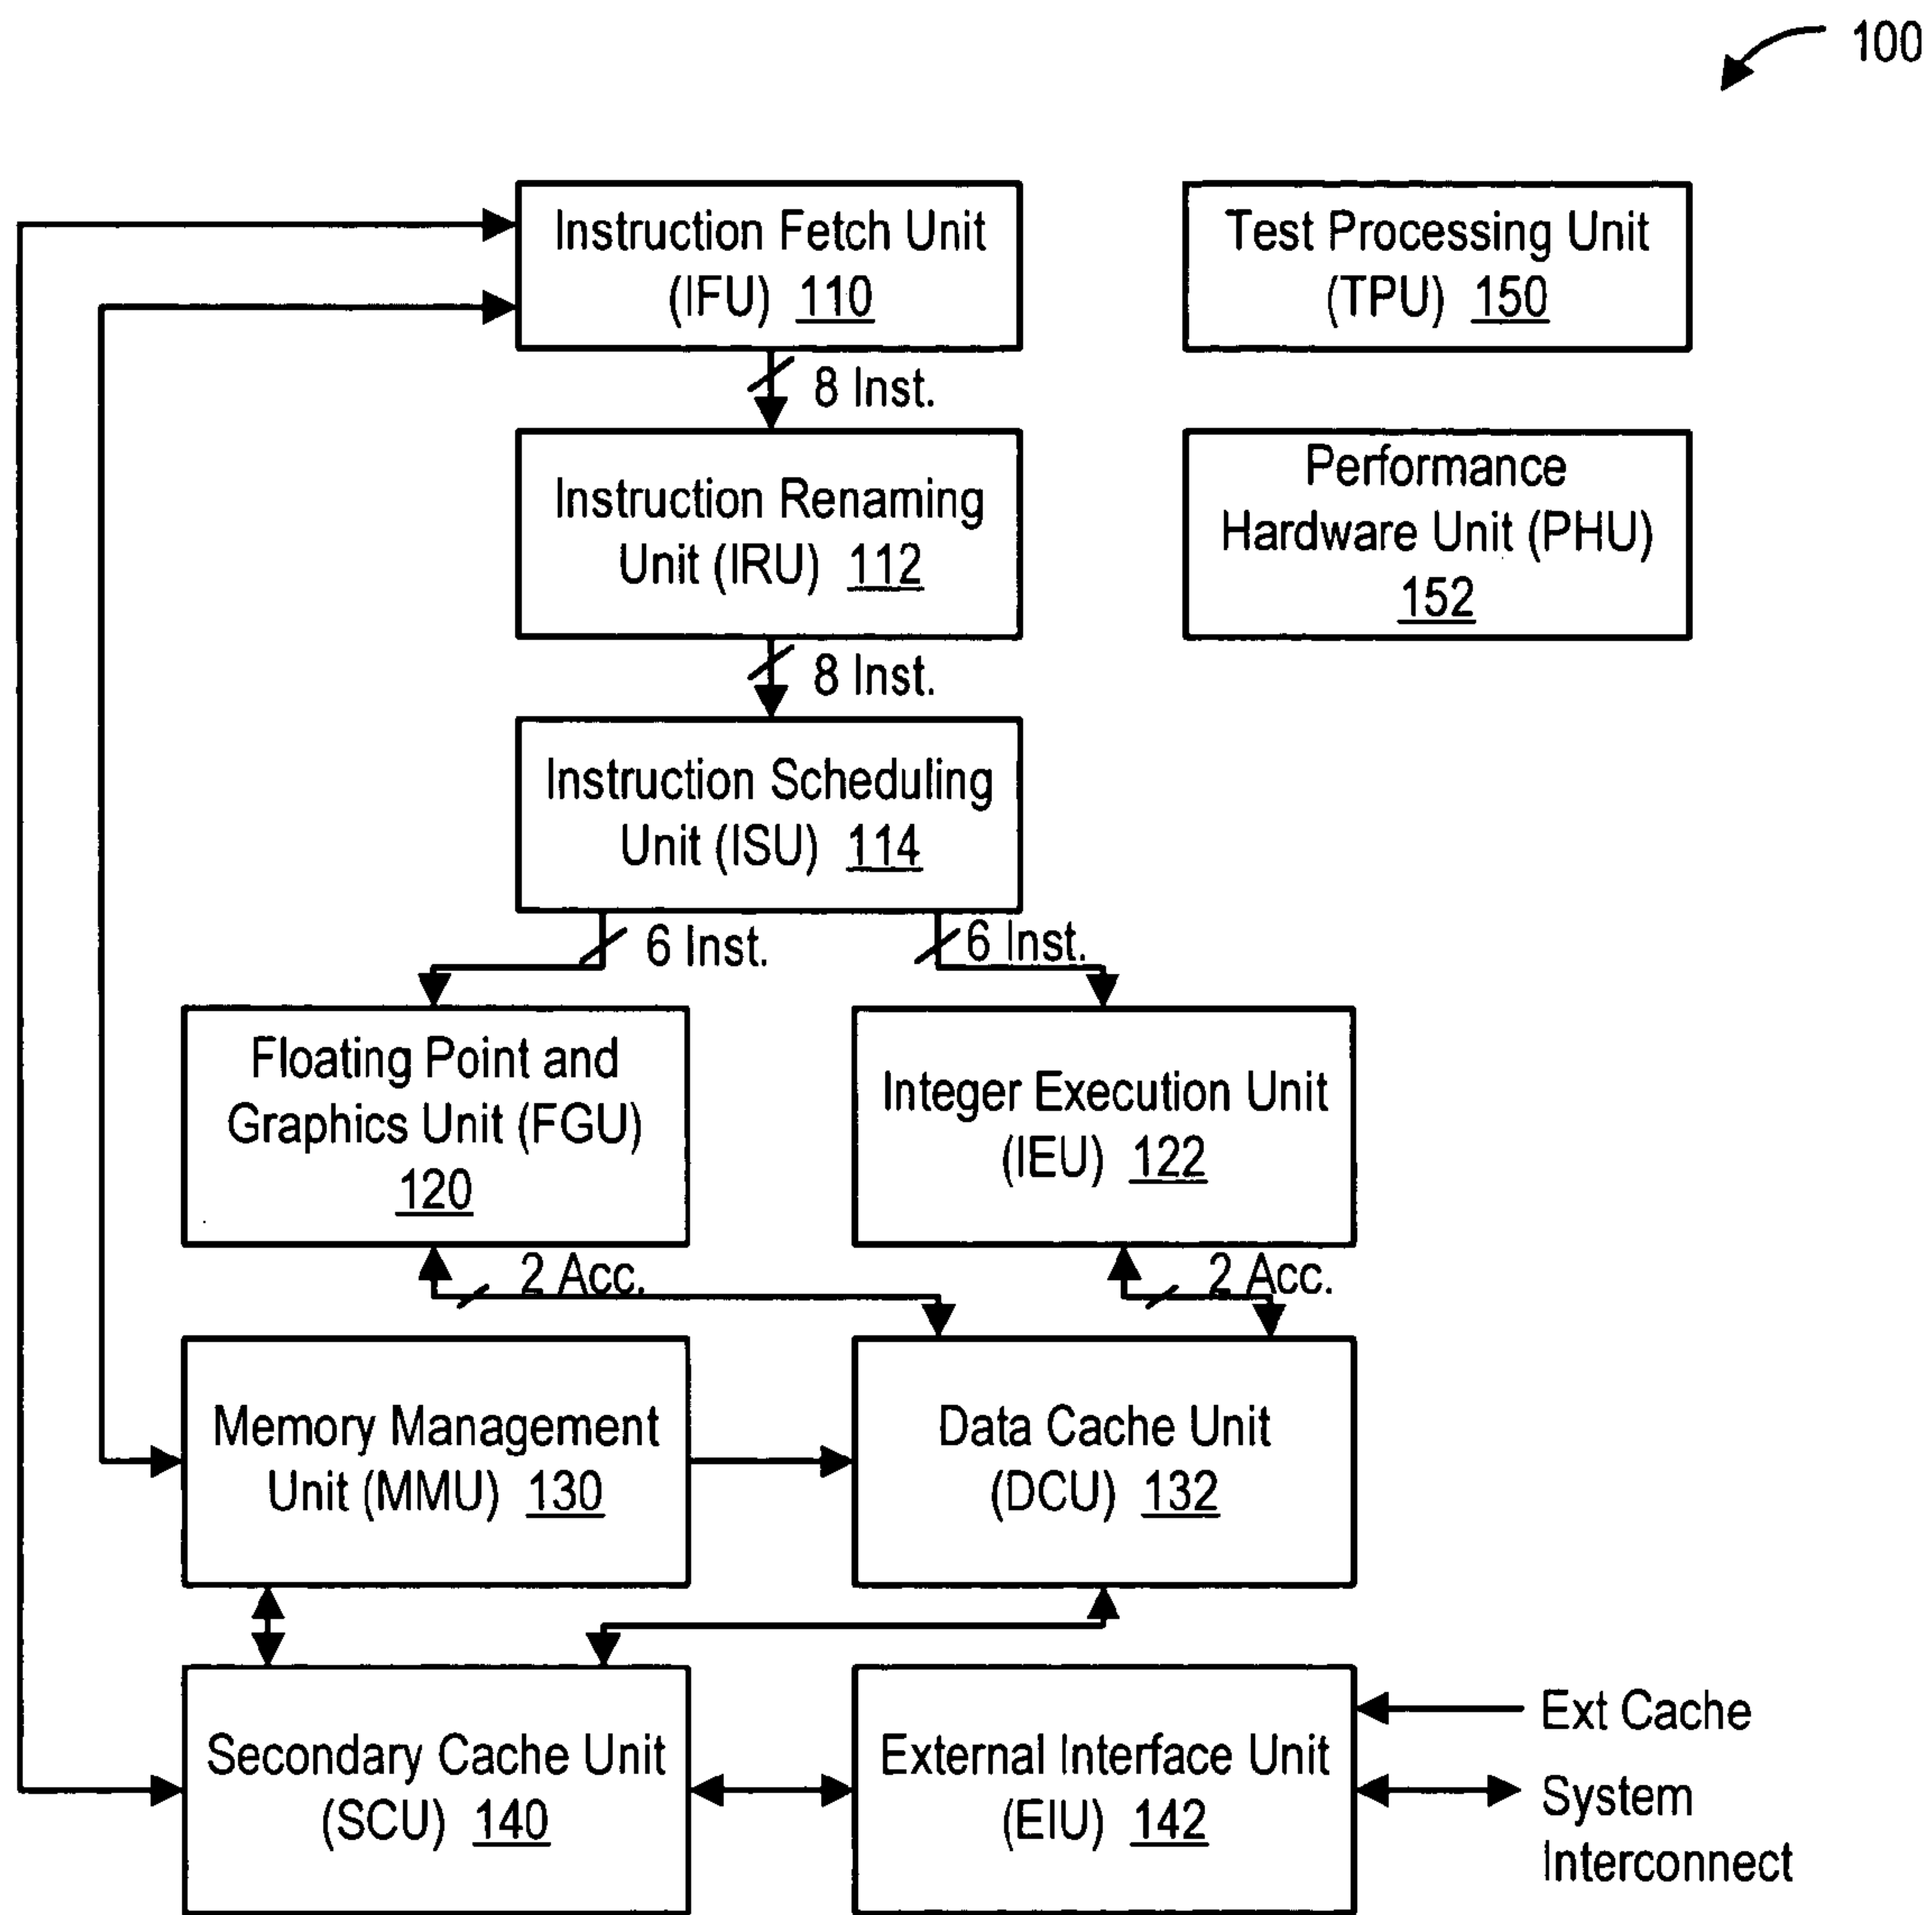 100
Instruction Fetch Unit
(IFU) 110
Test Processing Unit
(TPU) 150
8 Inst.
Instruction Renaming
Unit (IRU) 112
Performance
Hardware Unit (PHU)
152
8 Inst.
Instruction Scheduling
Unit (ISU) 114
6 Inst.
6 Inst.
Floating Point and
Graphics Unit (FGU)
120
Integer Execution Unit
(IEU) 122
2 Acc.
2 Acc.
Memory Management
Unit (MMU) 130
Data Cache Unit
(DCU) 132
Secondary Cache Unit
(SCU) 140
External Interface Unit
(EIU) 142
Ext Cache
System
Interconnect